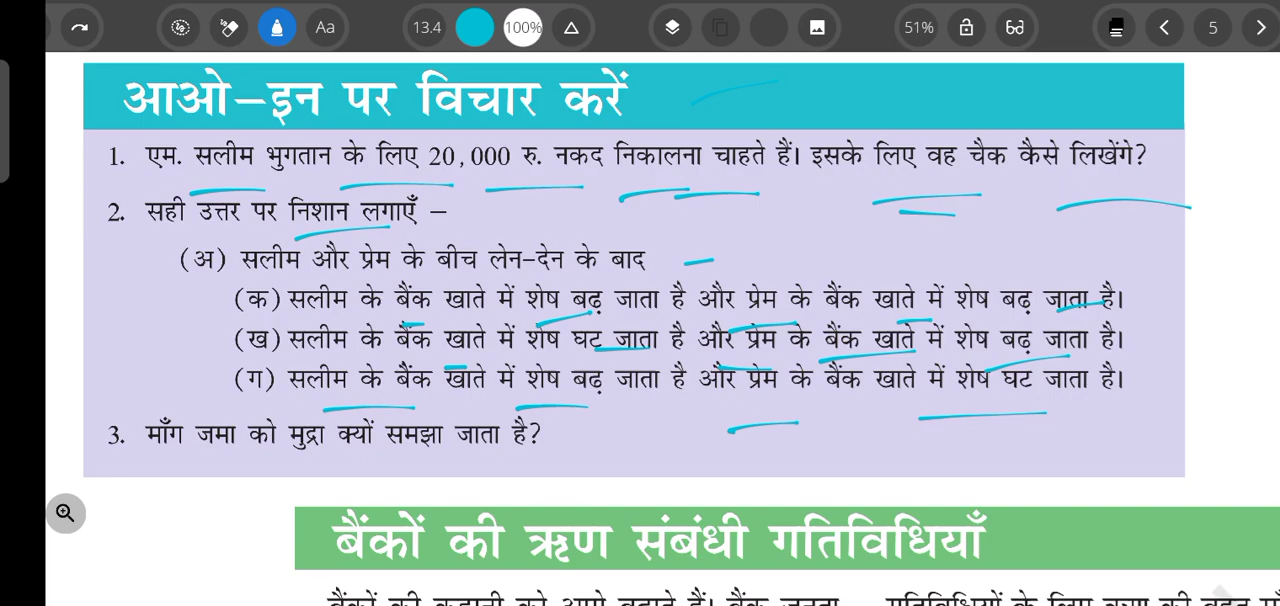 Aa
13.4
100%
51%
5
आओ–इन पर विचार करें
1. एम. सलीम भुगतान के लिए 20,000 रु. नकद निकालना चाहते हैं। इसके लिए वह चैक कैसे लिखेंगे?
2. सही उत्तर पर निशान लगाएँ –
(अ) सलीम और प्रेम के बीच लेन-देन के बाद
(क) सलीम के बैंक खाते में शेष बढ़ जाता है और प्रेम के बैंक खाते में शेष बढ़ जाता है।
(ख) सलीम के बैंक खाते में शेष घट जाता है और प्रेम के बैंक खाते में शेष बढ़ जाता है।
(ग) सलीम के बैंक खाते में शेष बढ़ जाता है और प्रेम के बैंक खाते में शेष घट जाता है।
3. माँग जमा को मुद्रा क्यों समझा जाता है?
बैंकों की ऋण संबंधी गतिविधियाँ